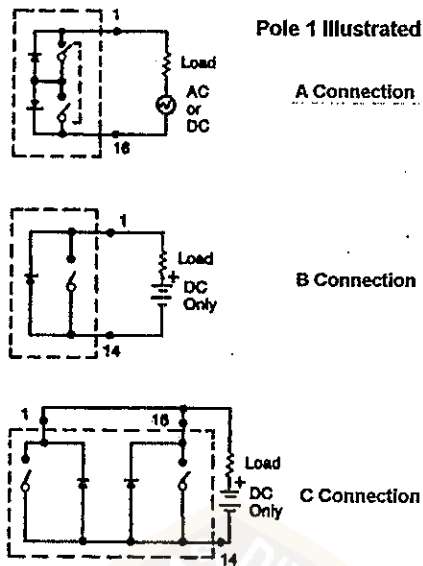 Pole 1 Illustrated
1
Load
AC
or
DC
16
A Connection
1
Load
+
DC
Only
14
B Connection
1
16
Load
+
DC
Only
14
C Connection